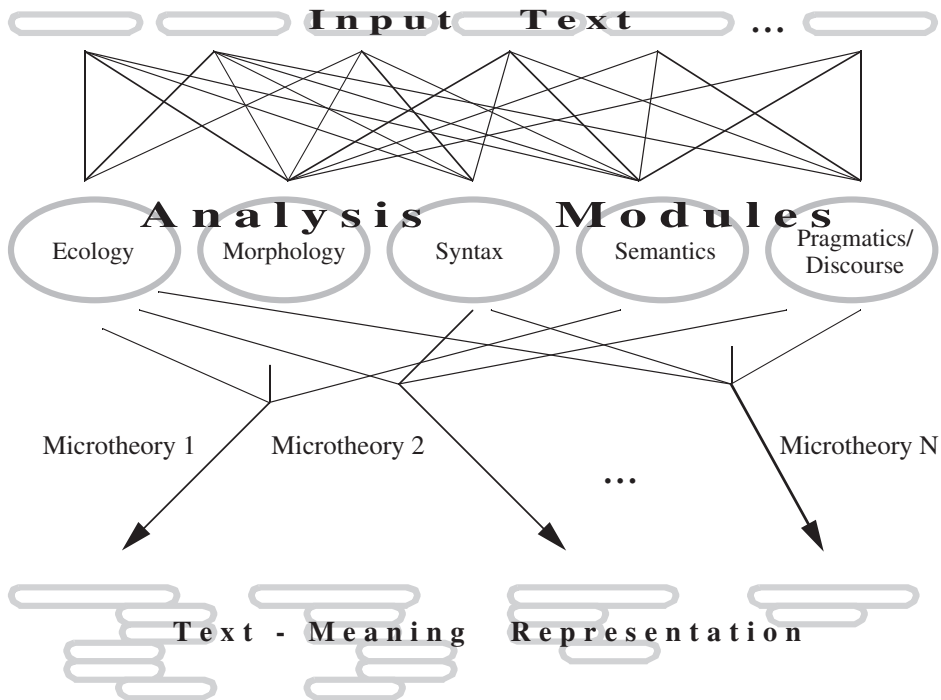 Input Text
...
Analysis Modules
Ecology
Morphology
Syntax
Semantics
Pragmatics/
Discourse
Microtheory 1
Microtheory 2
...
Microtheory N
Text - Meaning Representation